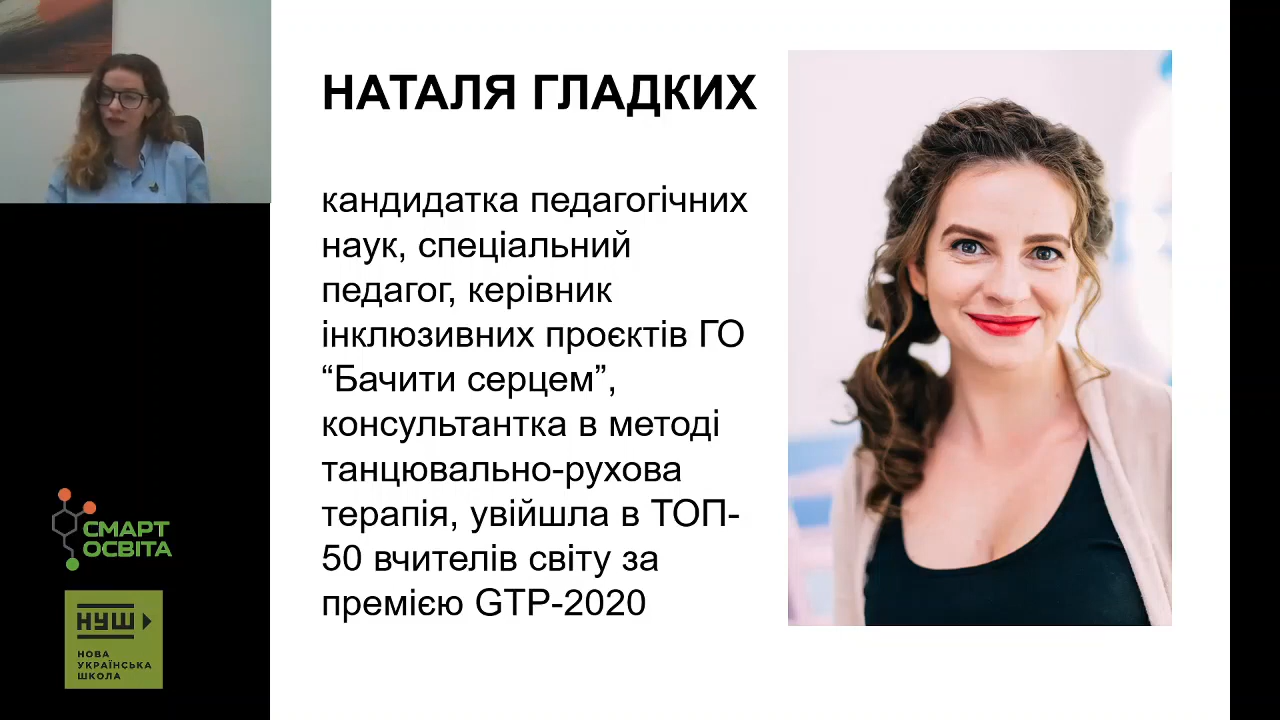 НАТАЛЯ ГЛАДКИХ
кандидатка педагогічних
наук, спеціальний
педагог, керівник
інклюзивних проєктів ГО
“Бачити серцем”,
консультантка в методі
танцювально-рухова
терапія, увійшла в ТОП-
50 вчителів світу за
премією GTP-2020
СМАРТ
ОСВІТА
НУШ
НОВА
УКРАЇНСЬКА
ШКОЛА